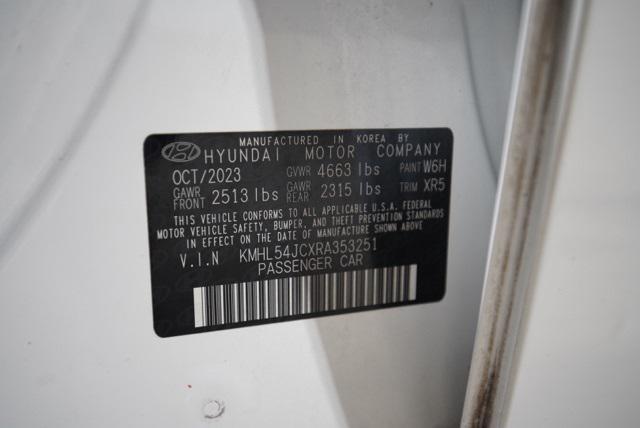 MANUFACTURED IN KOREA BY
HYUNDAI MOTOR COMPANY
OCT/2023 GVWR 4663 lbs PAINT W6H
GAWR FRONT 2513 lbs GAWR REAR 2315 lbs TRIM XR5
THIS VEHICLE CONFORMS TO ALL APPLICABLE U.S.A. FEDERAL
MOTOR VEHICLE SAFETY, BUMPER, AND THEFT PREVENTION STANDARDS
IN EFFECT ON THE DATE OF MANUFACTURE SHOWN ABOVE
V.I.N KMHL54JCXRA353251
PASSENGER CAR